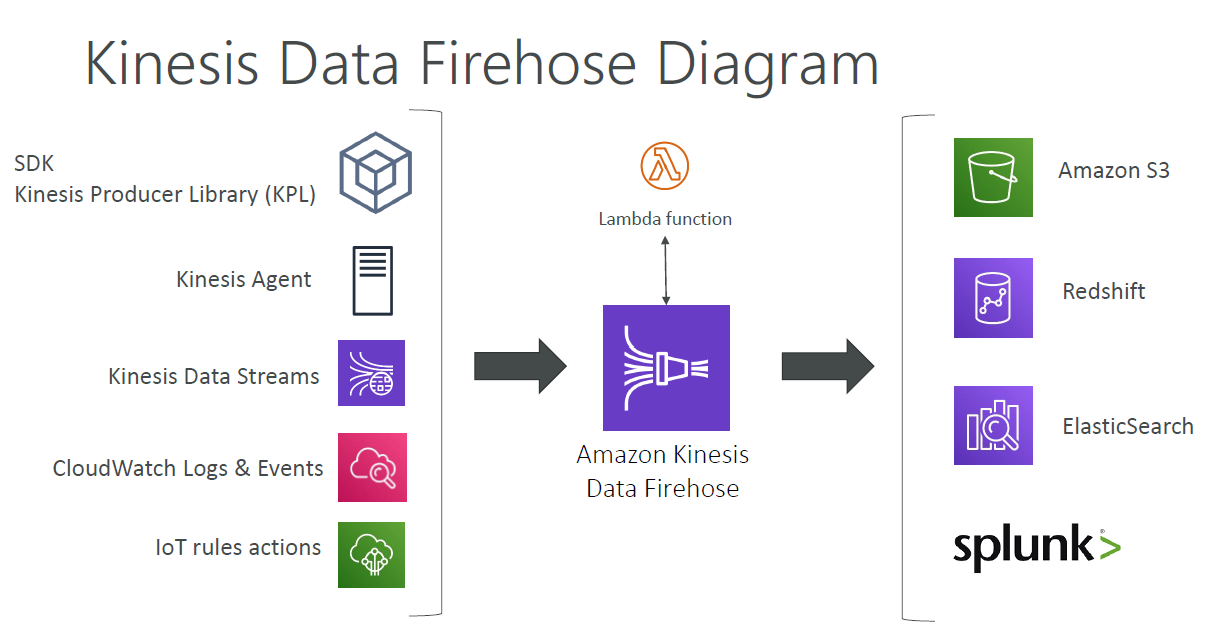 Kinesis Data Firehose Diagram
SDK
Kinesis Producer Library (KPL)
Kinesis Agent
Kinesis Data Streams
CloudWatch Logs & Events
IoT rules actions
Lambda function
Amazon Kinesis
Data Firehose
Amazon S3
Redshift
ElasticSearch
splunk>